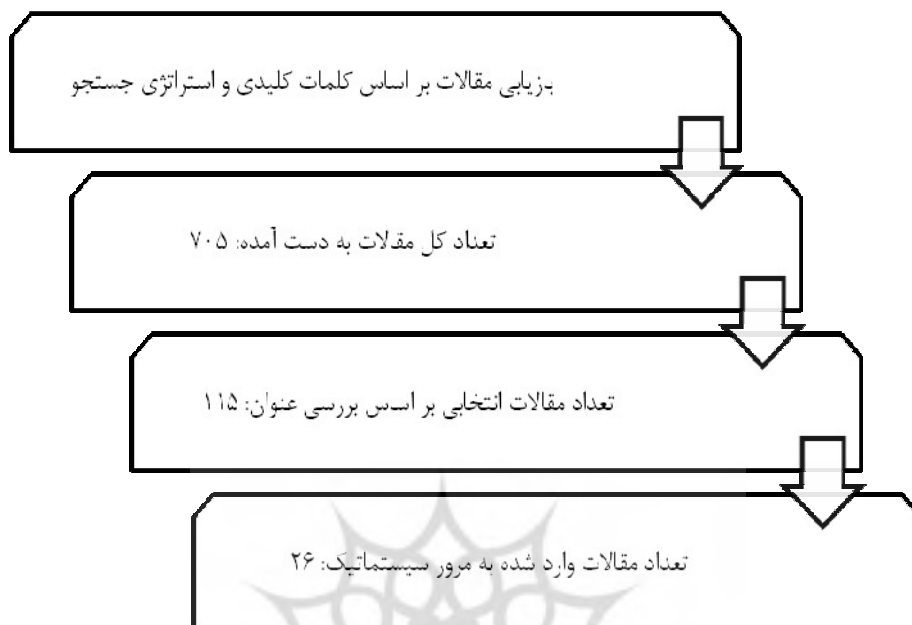 بازیابی مقالات بر اساس کلمات کلیدی و استراتژی جستجو
تعداد کل مقالات به دست آمده: ۷۰۵
تعداد مقالات انتخابی بر اساس بررسی عنوان: ۱۱۵
تعداد مقالات وارد شده به مرور سیستماتیک: ۲۶